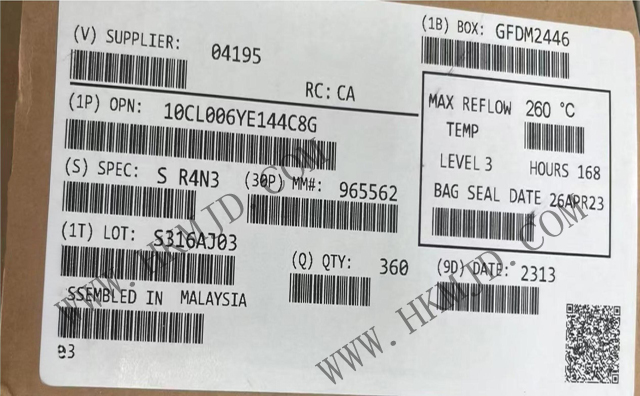 (V) SUPPLIER: 04195
(1B) BOX: GFDM2446
RC: CA
(1P) OPN: 10CL006YE144C8G
MAX REFLOW 260 °C
TEMP
LEVEL 3 HOURS 168
BAG SEAL DATE 26APR23
(S) SPEC: S R4N3 (30P) MM#: 965562
(1T) LOT: S316AJ03
(Q) QTY: 360 (9D) DATE: 2313
SSEMBLED IN MALAYSIA
e3
WWW.HKMJD.COM
WWW.HKMJD.COM